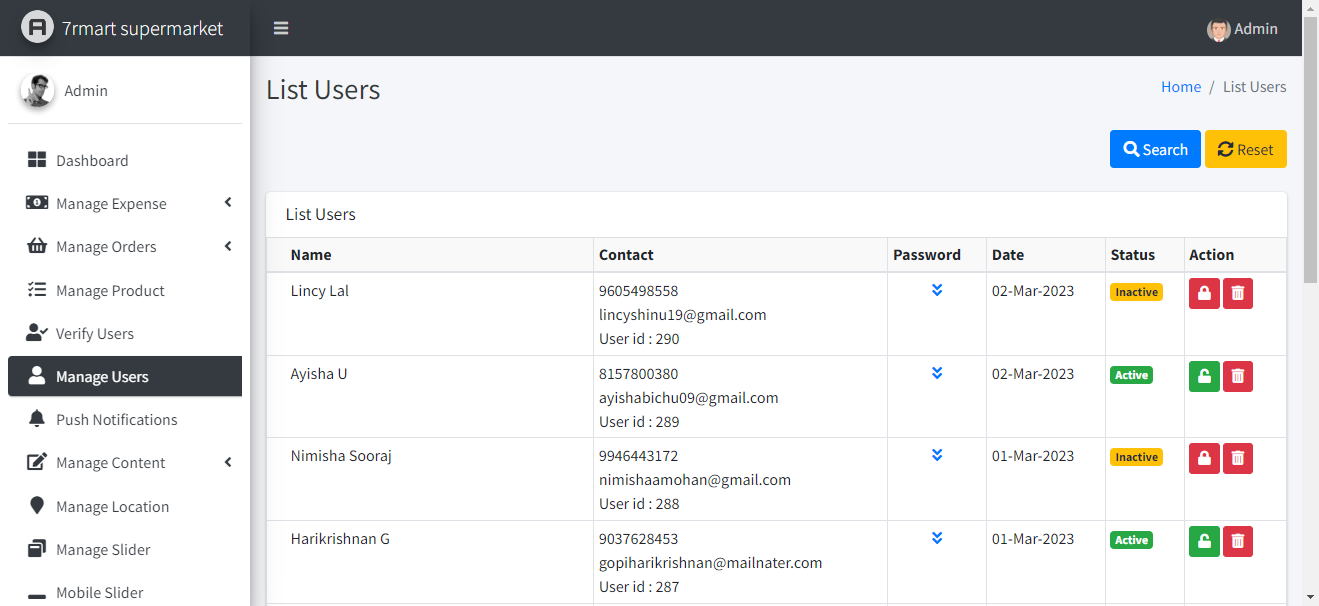 7rmart supermarket
Admin
Admin
Dashboard
Manage Expense
Manage Orders
Manage Product
Verify Users
Manage Users
Push Notifications
Manage Content
Manage Location
Manage Slider
Mobile Slider
List Users
Home / List Users
Search Reset
List Users
Name Contact Password Date Status Action
Lincy Lal 9605498558 02-Mar-2023 Inactive
lincyshinu19@gmail.com
User id : 290
Ayisha U 8157800380 02-Mar-2023 Active
ayishabichu09@gmail.com
User id : 289
Nimisha Sooraj 9946443172 01-Mar-2023 Inactive
nimishaamohan@gmail.com
User id : 288
Harikrishnan G 9037628453 01-Mar-2023 Active
gopiharikrishnan@mailnater.com
User id : 287